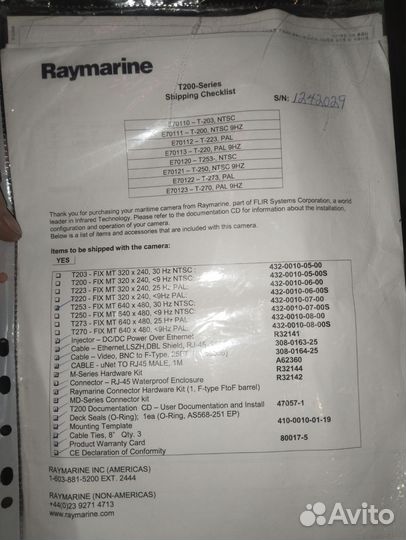 Raymarine
T200-Series
Shipping Checklist
S/N: 1242029
E70110 – T-203, NTSC
E70111 – T-200, NTSC 9HZ
E70112 – T-223, PAL
E70113 – T-220, PAL 9HZ
E70120 – T253-, NTSC
E70121 – T-250, NTSC 9HZ
E70122 – T-273, PAL
E70123 – T-270, PAL 9HZ
Thank you for purchasing your maritime camera from Raymarine, part of FLIR Systems Corporation, a world
leader in Infrared Technology. Please refer to the documentation CD for information about the installation,
configuration and operation of your camera.
Below is a list of items and accessories that are included with this camera.
Items to be shipped with the camera:
YES
T203 - FIX MT 320 x 240, 30 Hz NTSC: 432-0010-05-00
T200 - FIX MT 320 x 240, <9 Hz NTSC: 432-0010-05-00S
T223 - FIX MT 320 x 240, 25 Hz PAL: 432-0010-06-00
T220 - FIX MT 320 x 240, <9Hz PAL: 432-0010-06-00S
T253 - FIX MT 640 x 480, 30 Hz NTSC: 432-0010-07-00
T250 - FIX MT 640 x 480, <9 Hz NTSC: 432-0010-07-00S
T273 - FIX MT 640 x 480, 25 Hz PAL 432-0010-08-00
T270 - FIX MT 640 x 480, <9Hz PAL: 432-0010-08-00S
Injector – DC/DC Power Over Ethernet R32141
Cable – Ethernet,LSZH,DBL Shield, RJ-45, 308-0163-25
Cable – Video, BNC to F-Type, 25FT 308-0164-25
CABLE - uNet TO RJ45 MALE, 1M A62360
M-Series Hardware Kit R32144
Connector – RJ-45 Waterproof Enclosure R32142
Raymarine Connector Hardware Kit (1, F-type FtoF barrel)
MD-Series Connector kit
T200 Documentation CD – User Documentation and Install 47057-1
Deck Seals (O-Ring); 1ea (O-Ring, AS568-251 EP)
Mounting Template 410-0010-01-19
Cable Ties, 8" Qty, 3
Product Warranty Card 80017-5
CE Declaration of Conformity
RAYMARINE INC (AMERICAS)
1-603-881-5200 EXT. 2444
RAYMARINE (NON-AMERICAS)
+44(0)23 9271 4713
www.raymarine.com
Avito